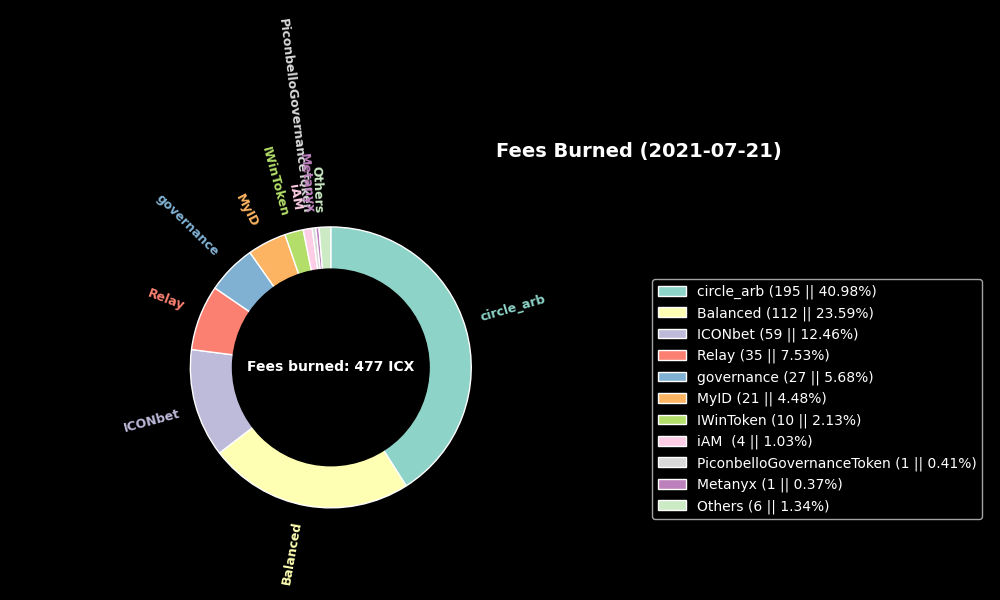 Fees Burned (2021-07-21)
PiconbelloGovernanceToken
Metanyx
Others
IWinToken
iAM
MyID
governance
Relay
circle_arb
ICONbet
Balanced
Fees burned: 477 ICX
circle_arb (195 || 40.98%)
Balanced (112 || 23.59%)
ICONbet (59 || 12.46%)
Relay (35 || 7.53%)
governance (27 || 5.68%)
MyID (21 || 4.48%)
IWinToken (10 || 2.13%)
iAM  (4 || 1.03%)
PiconbelloGovernanceToken (1 || 0.41%)
Metanyx (1 || 0.37%)
Others (6 || 1.34%)